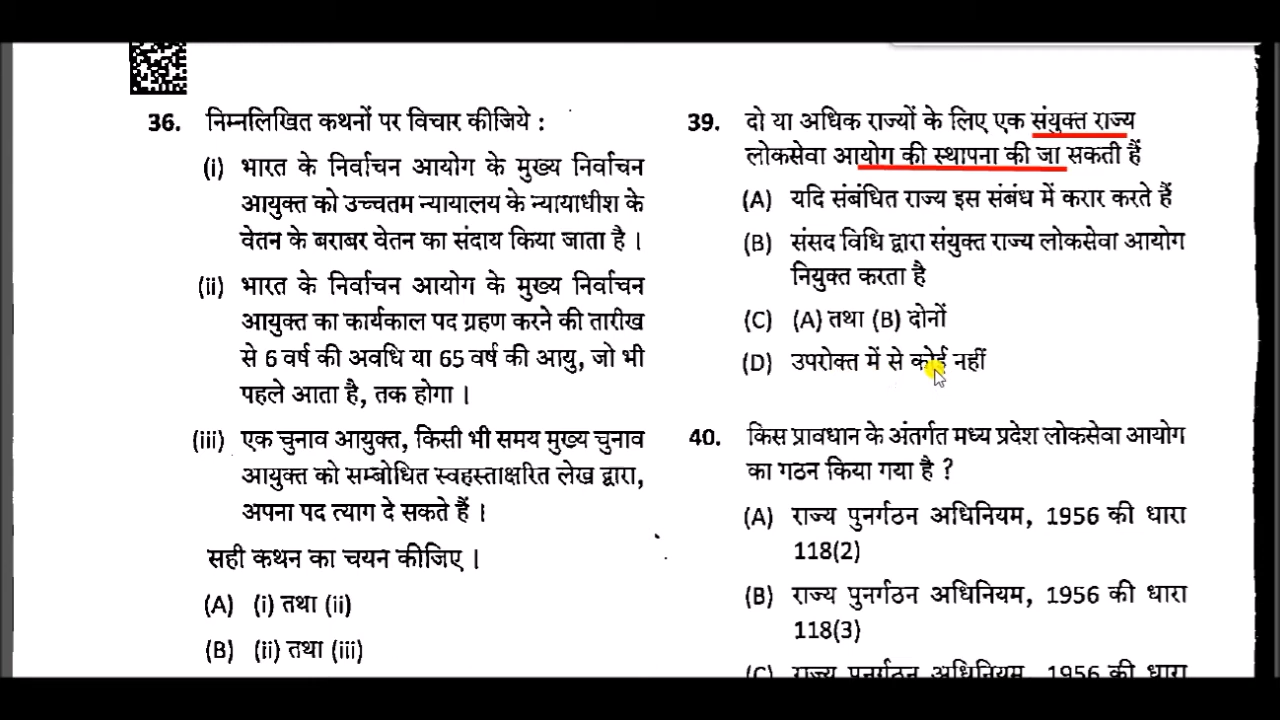 36. निम्नलिखित कथनों पर विचार कीजिये :
(i) भारत के निर्वाचन आयोग के मुख्य निर्वाचन
आयुक्त को उच्चतम न्यायालय के न्यायाधीश के
वेतन के बराबर वेतन का संदाय किया जाता है ।
(ii) भारत के निर्वाचन आयोग के मुख्य निर्वाचन
आयुक्त का कार्यकाल पद ग्रहण करने की तारीख
से 6 वर्ष की अवधि या 65 वर्ष की आयु, जो भी
पहले आता है, तक होगा ।
(iii) एक चुनाव आयुक्त, किसी भी समय मुख्य चुनाव
आयुक्त को सम्बोधित स्वहस्ताक्षरित लेख द्वारा,
अपना पद त्याग दे सकते हैं ।
सही कथन का चयन कीजिए ।
(A) (i) तथा (ii)
(B) (ii) तथा (iii)
39. दो या अधिक राज्यों के लिए एक संयुक्त राज्य
लोकसेवा आयोग की स्थापना की जा सकती हैं
(A) यदि संबंधित राज्य इस संबंध में करार करते हैं
(B) संसद विधि द्वारा संयुक्त राज्य लोकसेवा आयोग
नियुक्त करता है
(C) (A) तथा (B) दोनों
(D) उपरोक्त में से कोई नहीं
40. किस प्रावधान के अंतर्गत मध्य प्रदेश लोकसेवा आयोग
का गठन किया गया है ?
(A) राज्य पुनर्गठन अधिनियम, 1956 की धारा
118(2)
(B) राज्य पुनर्गठन अधिनियम, 1956 की धारा
118(3)
(C) राज्य पुनर्गठन अधिनियम, 1956 की धारा